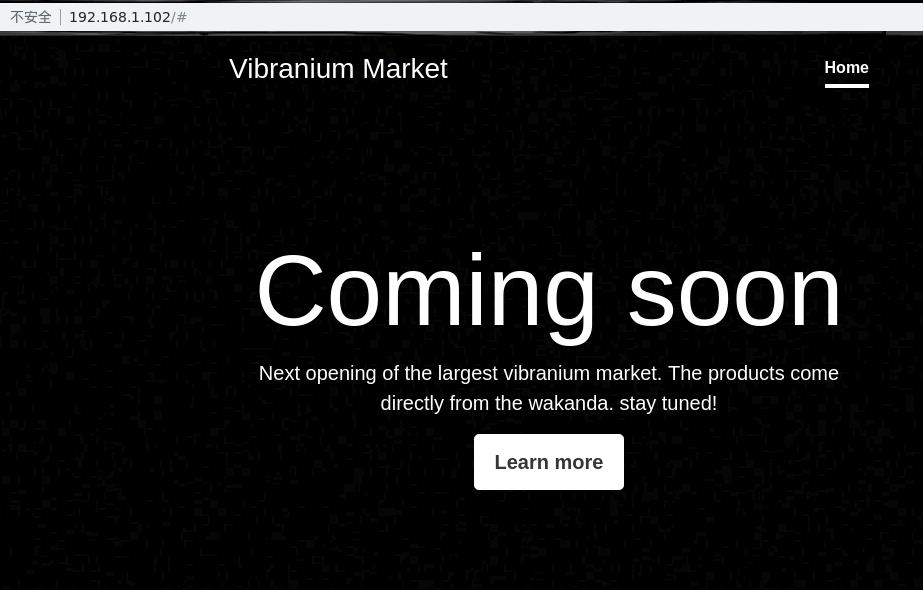 不安全 192.168.1.102/#
Vibranium Market Home
Coming soon
Next opening of the largest vibranium market. The products come
directly from the wakanda. stay tuned!
Learn more